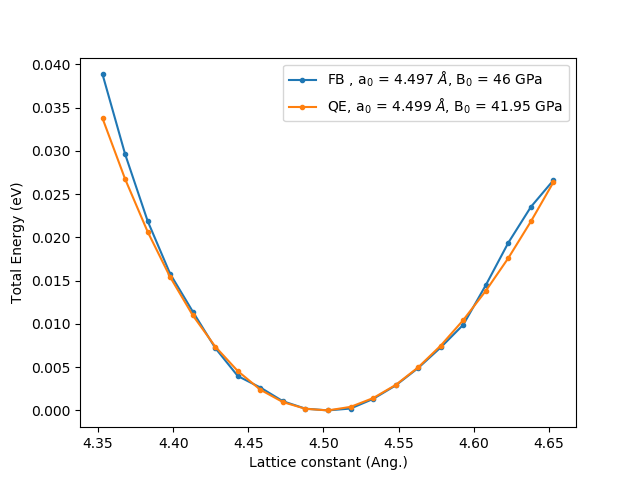 FB , a₀ = 4.497 Å, B₀ = 46 GPa
QE, a₀ = 4.499 Å, B₀ = 41.95 GPa
Total Energy (eV)
0.040
0.035
0.030
0.025
0.020
0.015
0.010
0.005
0.000
4.35 4.40 4.45 4.50 4.55 4.60 4.65
Lattice constant (Ang.)